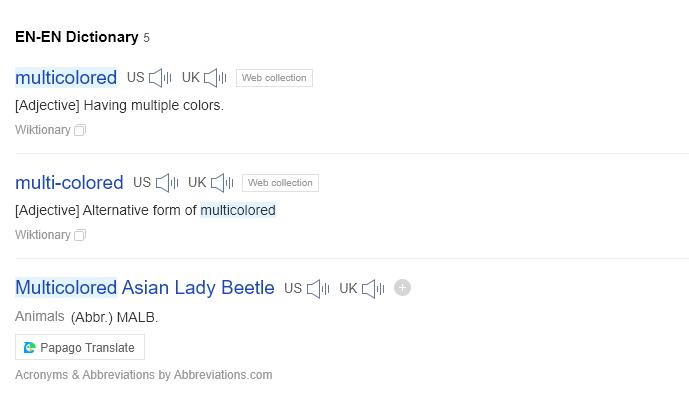 EN-EN Dictionary 5
multicolored US UK Web collection
[Adjective] Having multiple colors.
Wiktionary
multi-colored US UK Web collection
[Adjective] Alternative form of multicolored
Wiktionary
Multicolored Asian Lady Beetle US UK
Animals (Abbr.) MALB.
Papago Translate
Acronyms & Abbreviations by Abbreviations.com